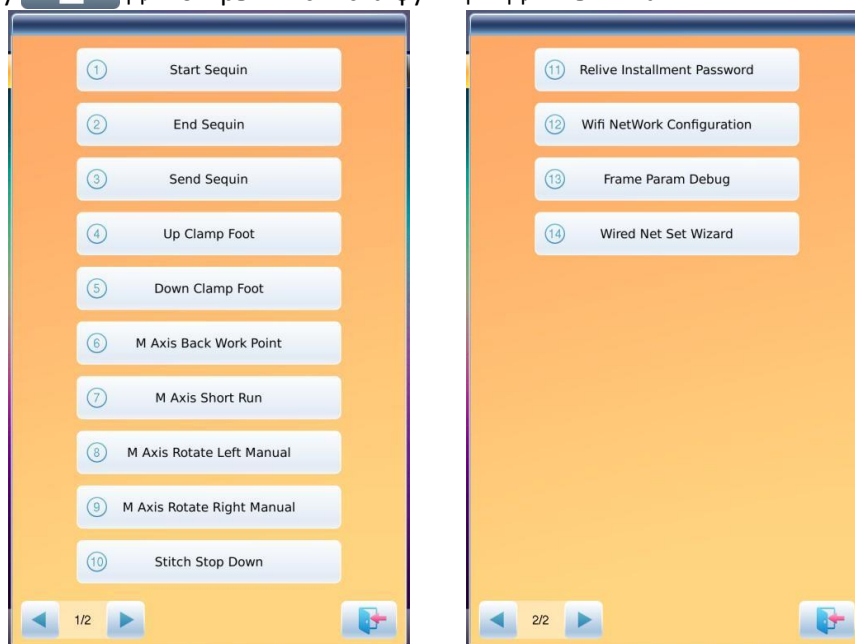 1 Start Sequin
2 End Sequin
3 Send Sequin
4 Up Clamp Foot
5 Down Clamp Foot
6 M Axis Back Work Point
7 M Axis Short Run
8 M Axis Rotate Left Manual
9 M Axis Rotate Right Manual
10 Stitch Stop Down
1/2
11 Relive Installment Password
12 Wifi NetWork Configuration
13 Frame Param Debug
14 Wired Net Set Wizard
2/2